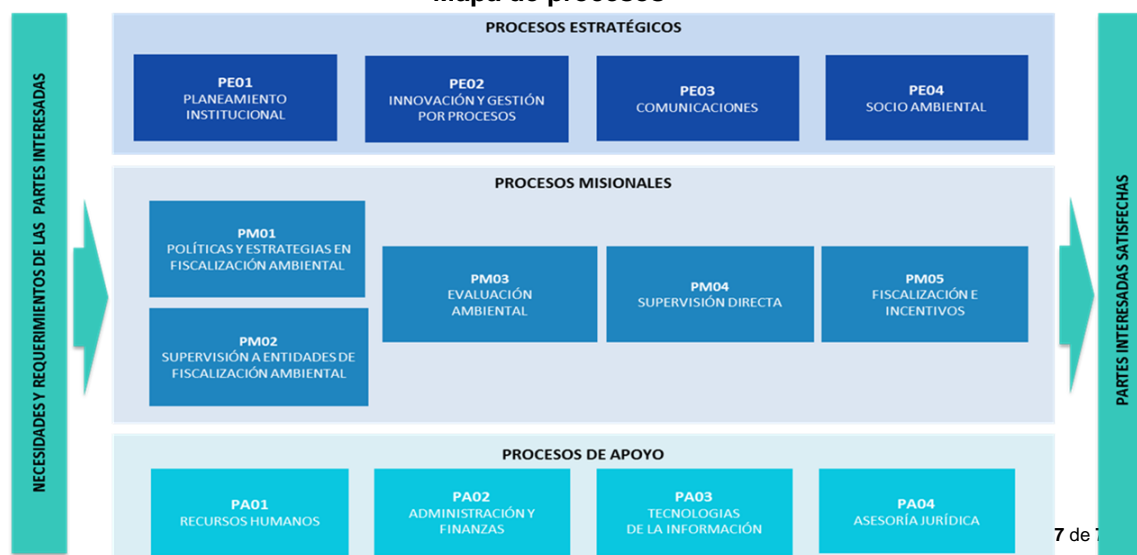 Mapa de procesos
NECESIDADES Y REQUERIMIENTOS DE LAS PARTES INTERESADAS
PROCESOS ESTRATÉGICOS
PE01
PLANEAMIENTO
INSTITUCIONAL
PE02
INNOVACIÓN Y GESTIÓN
POR PROCESOS
PE03
COMUNICACIONES
PE04
SOCIO AMBIENTAL
PROCESOS MISIONALES
PM01
POLÍTICAS Y ESTRATEGIAS EN
FISCALIZACIÓN AMBIENTAL
PM02
SUPERVISIÓN A ENTIDADES DE
FISCALIZACIÓN AMBIENTAL
PM03
EVALUACIÓN
AMBIENTAL
PM04
SUPERVISIÓN DIRECTA
PM05
FISCALIZACIÓN E
INCENTIVOS
PROCESOS DE APOYO
PA01
RECURSOS HUMANOS
PA02
ADMINISTRACIÓN Y
FINANZAS
PA03
TECNOLOGIAS
DE LA INFORMACIÓN
PA04
ASESORÍA JURÍDICA
PARTES INTERESADAS SATISFECHAS
7 de